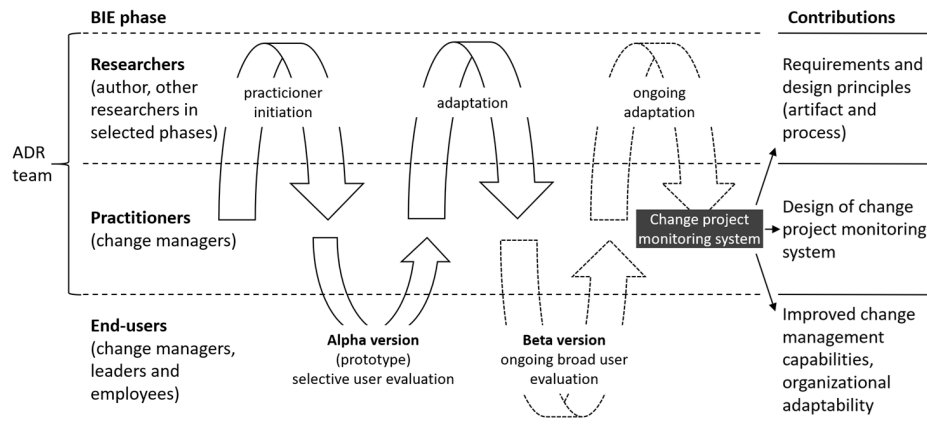 BIE phase
Contributions
Researchers
(author, other
researchers in
selected phases)
practicioner
initiation
adaptation
ongoing
adaptation
Requirements and
design principles
(artifact and
process)
ADR
team
Practitioners
(change managers)
Change project
monitoring system
Design of change
project monitoring
system
End-users
(change managers,
leaders and
employees)
Alpha version
(prototype)
selective user evaluation
Beta version
ongoing broad user
evaluation
Improved change
management
capabilities,
organizational
adaptability